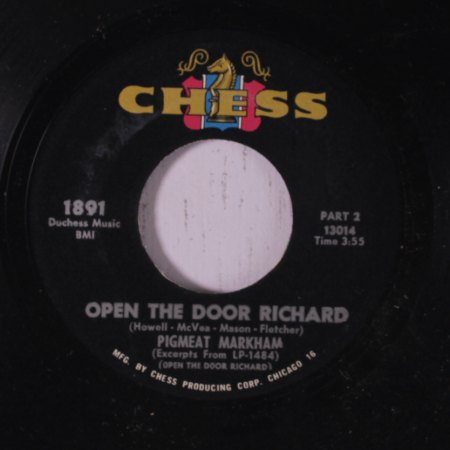 CHESS
1891
Duchess Music
BMI
PART 2
13014
Time 3:55
OPEN THE DOOR RICHARD
(Howell - McVea - Mason - Fletcher)
PIGMEAT MARKHAM
(Excerpts From LP-1484)
(OPEN THE DOOR RICHARD)
MFG. BY CHESS PRODUCING CORP. CHICAGO 16